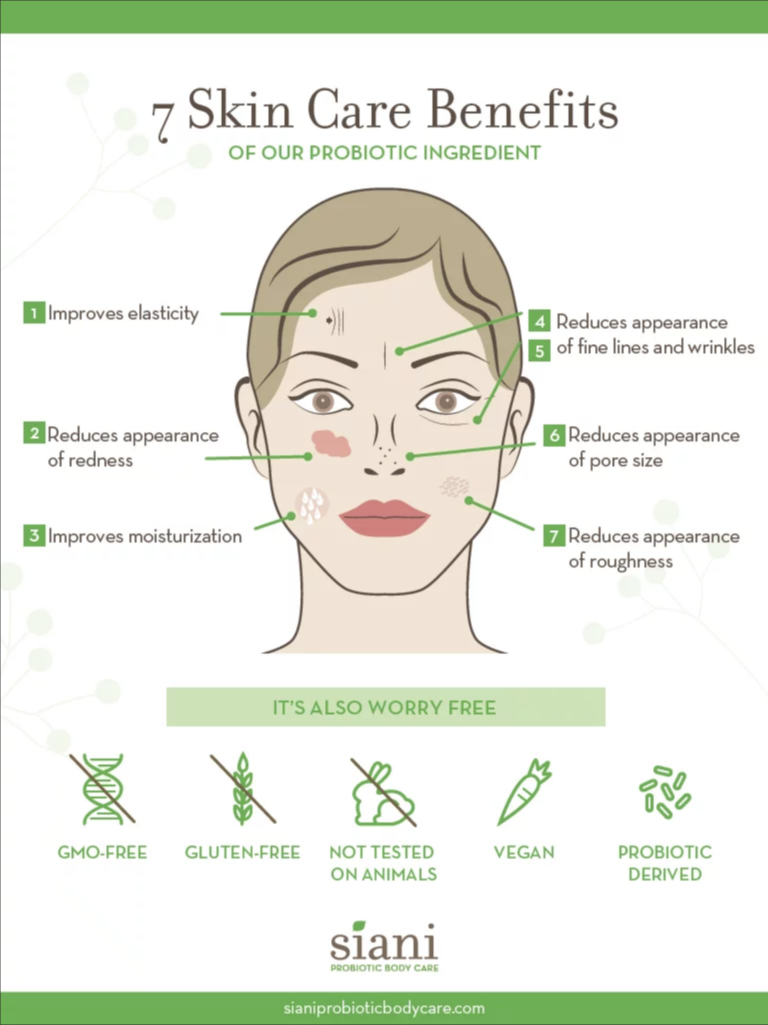 7 Skin Care Benefits
OF OUR PROBIOTIC INGREDIENT
1 Improves elasticity
2 Reduces appearance
of redness
3 Improves moisturization
4 Reduces appearance
5 of fine lines and wrinkles
6 Reduces appearance
of pore size
7 Reduces appearance
of roughness
IT'S ALSO WORRY FREE
GMO-FREE
GLUTEN-FREE
NOT TESTED
ON ANIMALS
VEGAN
PROBIOTIC
DERIVED
siani
PROBIOTIC BODY CARE
sianiprobioticbodycare.com